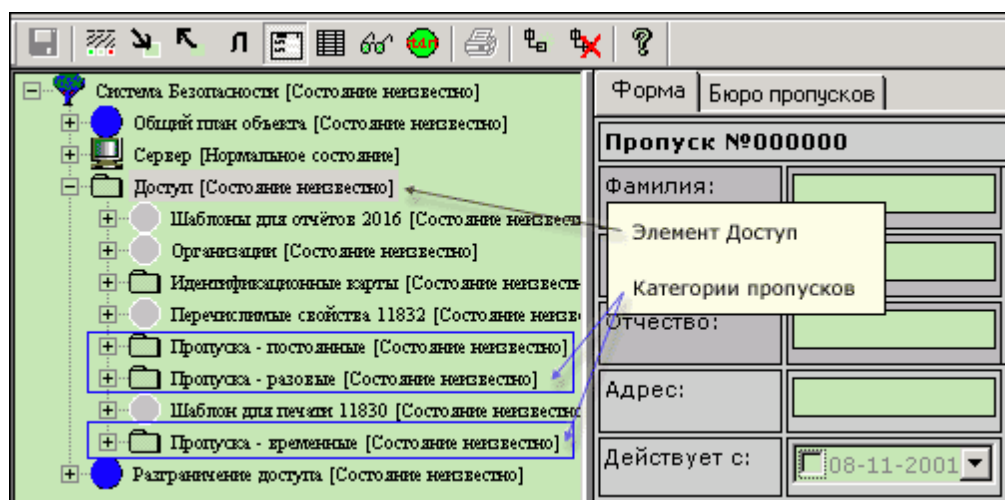 Л
Система Безопасности [Состояние неизвестно]
Общий план объекта [Состояние неизвестно]
Сервер [Нормальное состояние]
Доступ [Состояние неизвестно]
Шаблоны для отчётов 2016 [Состояние неизвестн
Организации [Состояние неизвестно]
Идентификационные карты [Состояние неизвестн
Перечислимые свойства 11832 [Состояние неизве
Пропуска - постоянные [Состояние неизвестно]
Пропуска - разовые [Состояние неизвестно]
Шаблон для печати 11830 [Состояние неизвестно
Пропуска - временные [Состояние неизвестно]
Разграничение доступа [Состояние неизвестно]
Форма
Бюро пропусков
Пропуск №000000
Фамилия:
Элемент Доступ
Категории пропусков
Отчество:
Адрес:
Действует с:
08-11-2001